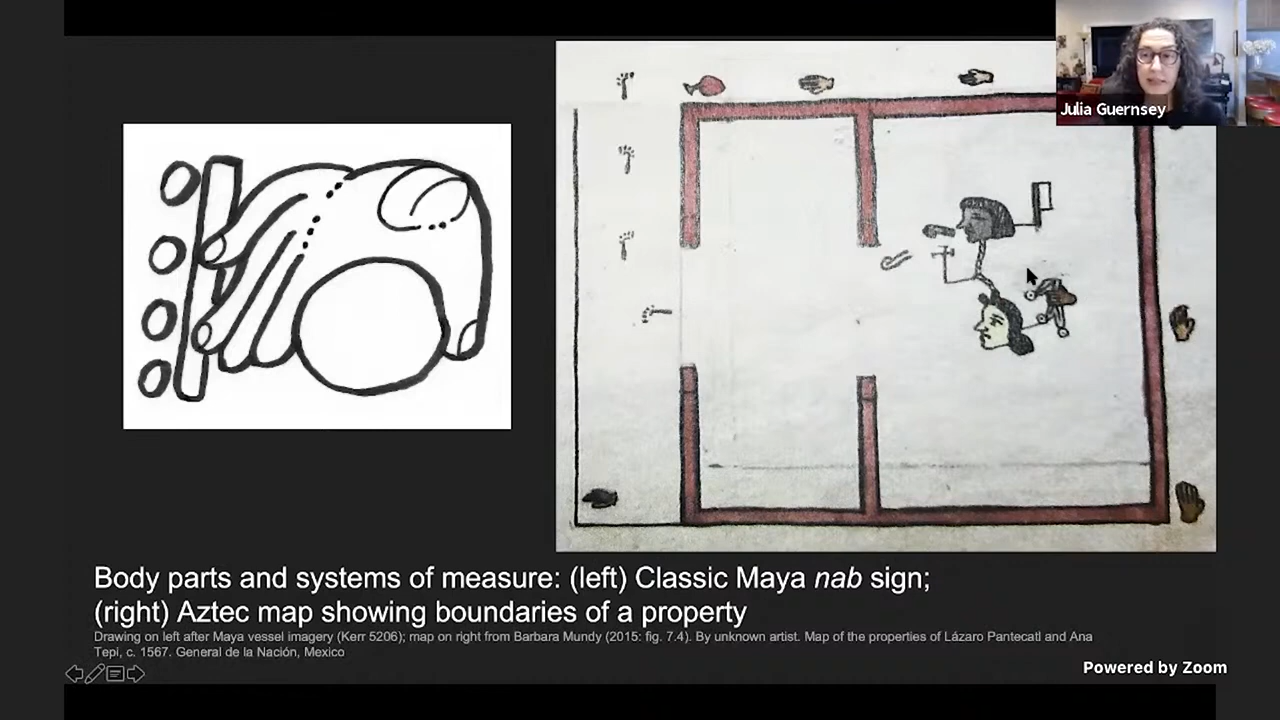 Julia Guernsey
Body parts and systems of measure: (left) Classic Maya nab sign;
(right) Aztec map showing boundaries of a property
Drawing on left after Maya vessel imagery (Kerr 5206); map on right from Barbara Mundy (2015: fig. 7.4). By unknown artist. Map of the properties of Lázaro Pantecatl and Ana
Tepi, c. 1567. General de la Nación, Mexico
Powered by Zoom